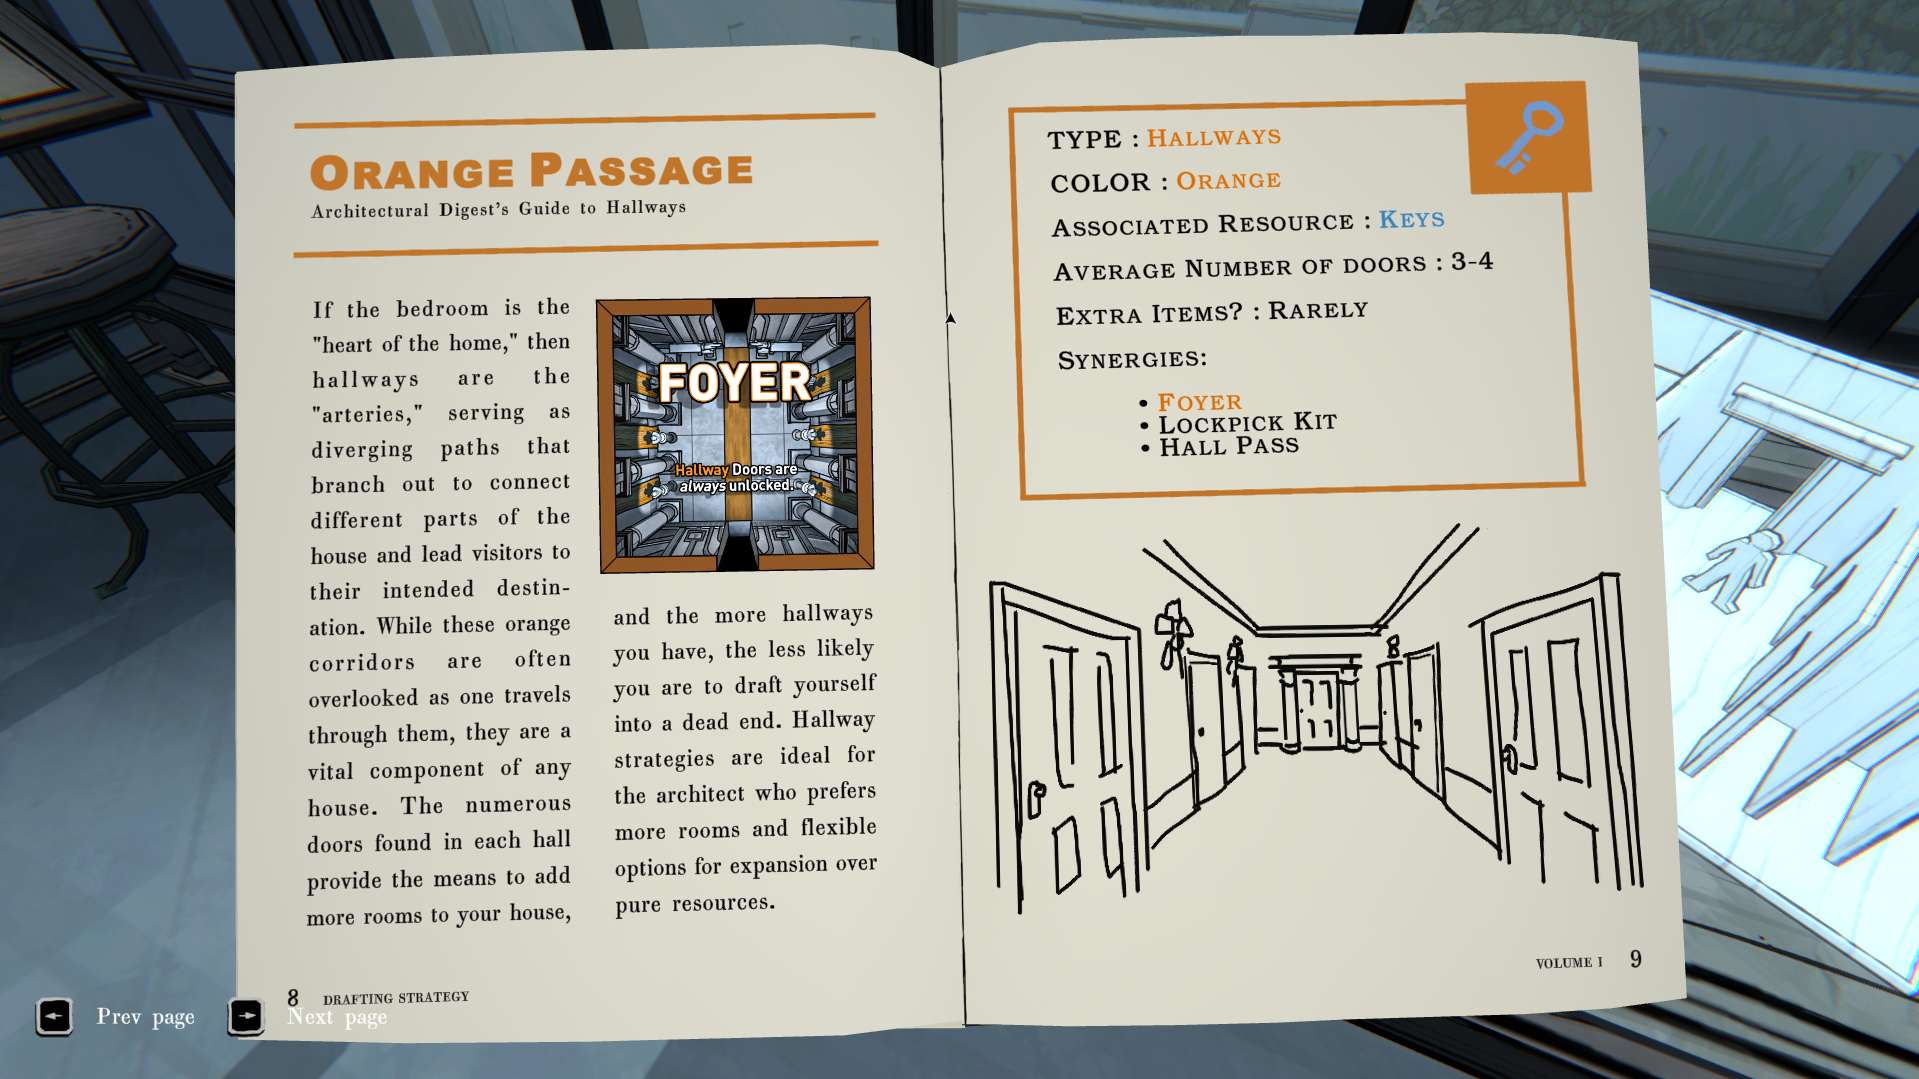 ORANGE PASSAGE
Architectural Digest's Guide to Hallways
If the bedroom is the
"heart of the home," then
hallways are the
"arteries," serving as
diverging paths that
branch out to connect
different parts of the
house and lead visitors to
their intended destin-
ation. While these orange
corridors are often
overlooked as one travels
through them, they are a
vital component of any
house. The numerous
doors found in each hall
provide the means to add
more rooms to your house,
FOYER
Hallway Doors are
always unlocked.
and the more hallways
you have, the less likely
you are to draft yourself
into a dead end. Hallway
strategies are ideal for
the architect who prefers
more rooms and flexible
options for expansion over
pure resources.
8 DRAFTING STRATEGY
TYPE : HALLWAYS
COLOR : ORANGE
ASSOCIATED RESOURCE : KEYS
AVERAGE NUMBER OF DOORS : 3-4
EXTRA ITEMS? : RARELY
SYNERGIES:
• FOYER
• LOCKPICK KIT
• HALL PASS
VOLUME I 9
Prev page
Next page